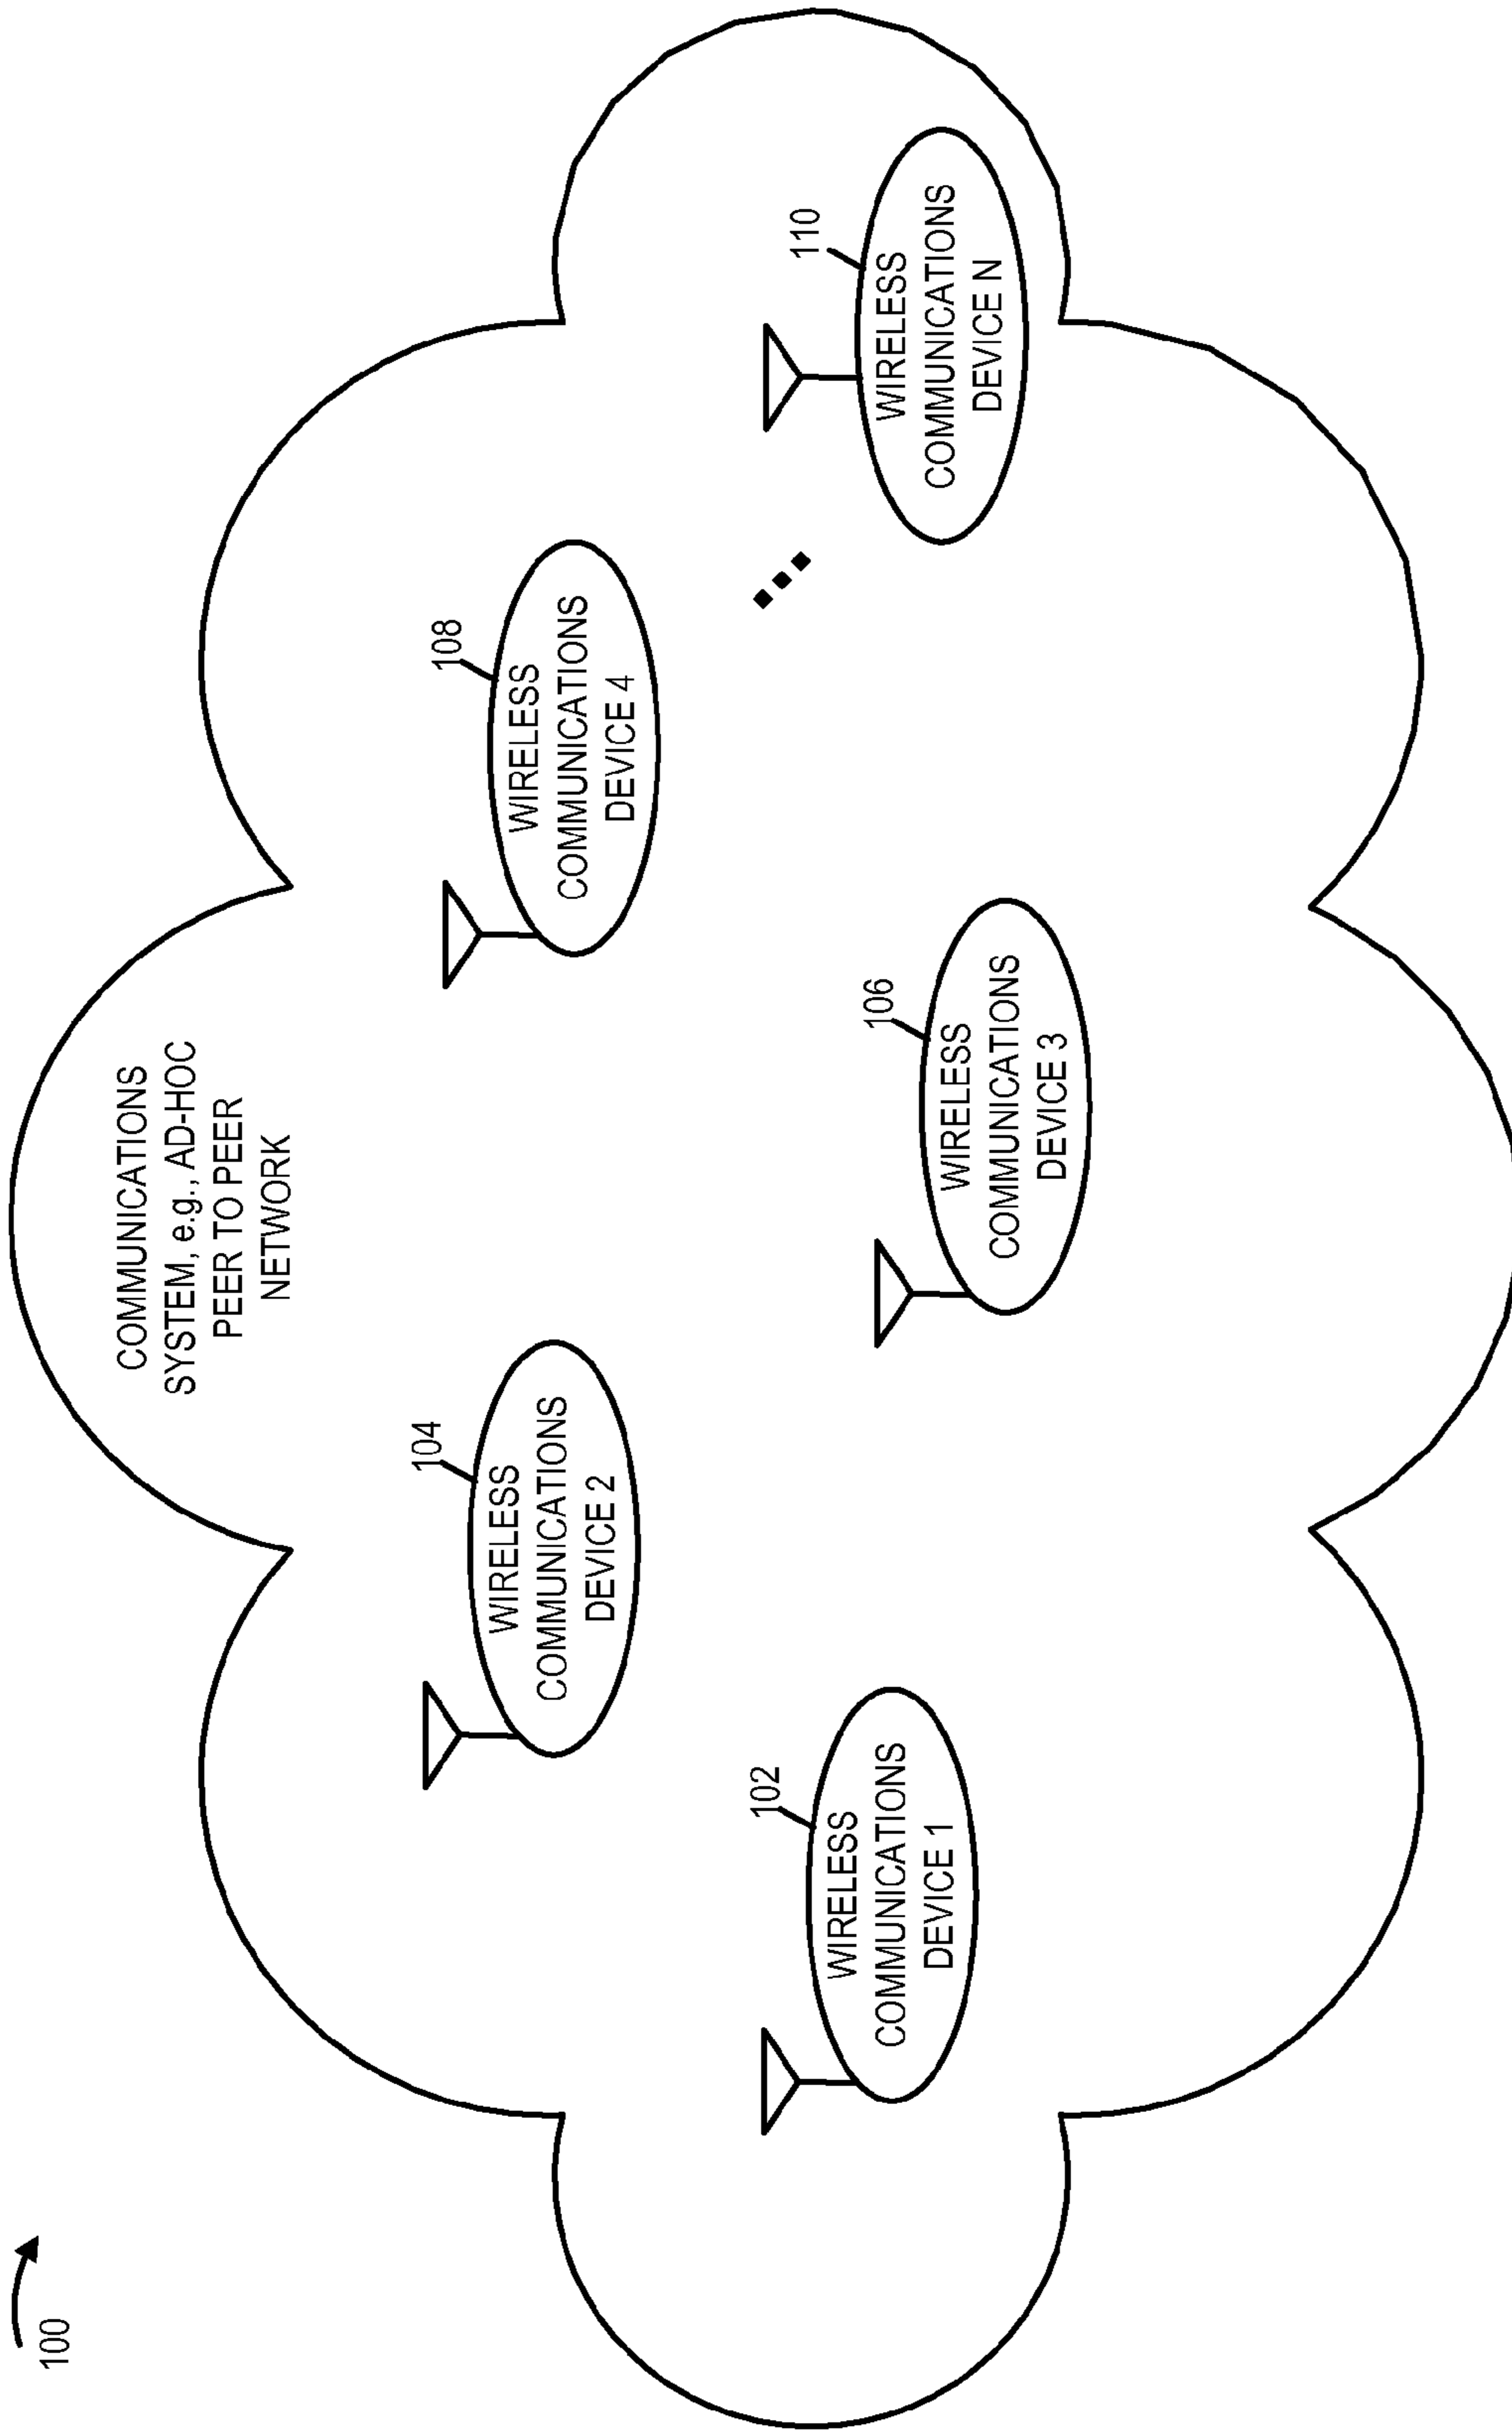 100
COMMUNICATIONS
SYSTEM, e.g., AD-HOC
PEER TO PEER
NETWORK
104
WIRELESS
COMMUNICATIONS
DEVICE 2
108
WIRELESS
COMMUNICATIONS
DEVICE 4
102
WIRELESS
COMMUNICATIONS
DEVICE 1
106
WIRELESS
COMMUNICATIONS
DEVICE 3
110
WIRELESS
COMMUNICATIONS
DEVICE N